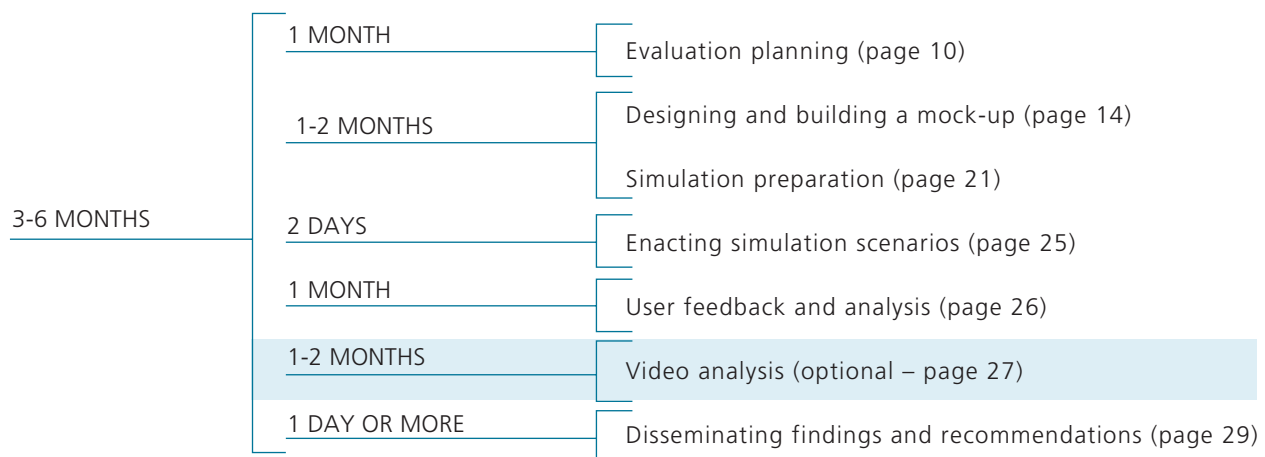 1 MONTH
Evaluation planning (page 10)
1-2 MONTHS
Designing and building a mock-up (page 14)
Simulation preparation (page 21)
3-6 MONTHS
2 DAYS
Enacting simulation scenarios (page 25)
1 MONTH
User feedback and analysis (page 26)
1-2 MONTHS
Video analysis (optional – page 27)
1 DAY OR MORE
Disseminating findings and recommendations (page 29)